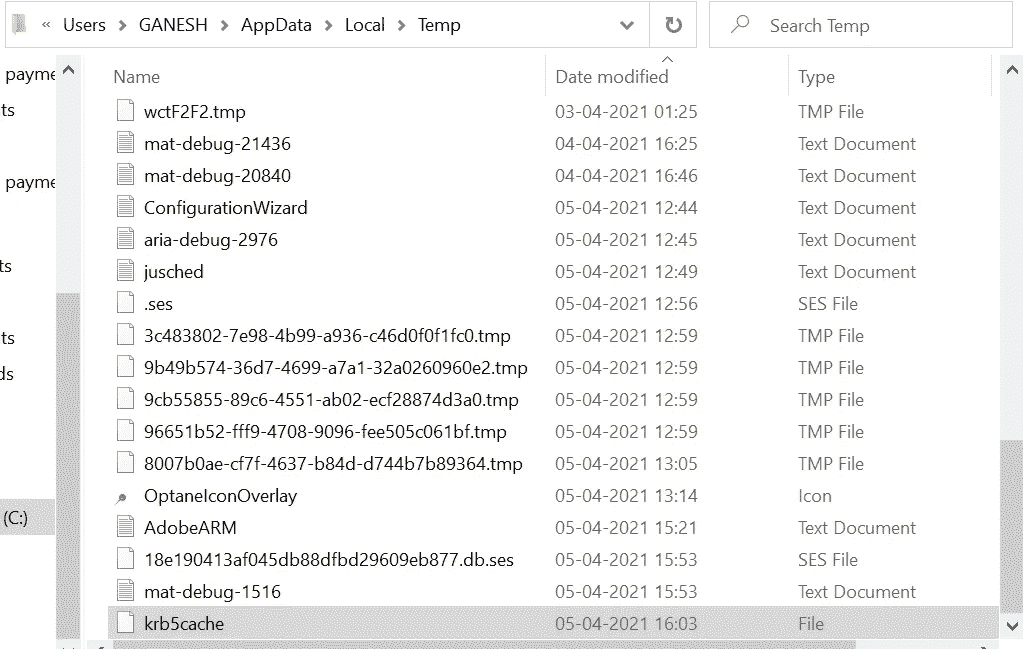 « Users > GANESH > AppData > Local > Temp Search Temp
Name Date modified Type
payme wctF2F2.tmp 03-04-2021 01:25 TMP File
ts mat-debug-21436 04-04-2021 16:25 Text Document
payme mat-debug-20840 04-04-2021 16:46 Text Document
ConfigurationWizard 05-04-2021 12:44 Text Document
aria-debug-2976 05-04-2021 12:45 Text Document
ts jusched 05-04-2021 12:49 Text Document
.ses 05-04-2021 12:56 SES File
ts 3c483802-7e98-4b99-a936-c46d0f0f1fc0.tmp 05-04-2021 12:59 TMP File
ds 9b49b574-36d7-4699-a7a1-32a0260960e2.tmp 05-04-2021 12:59 TMP File
9cb55855-89c6-4551-ab02-ecf28874d3a0.tmp 05-04-2021 12:59 TMP File
96651b52-fff9-4708-9096-fee505c061bf.tmp 05-04-2021 12:59 TMP File
8007b0ae-cf7f-4637-b84d-d744b7b89364.tmp 05-04-2021 13:05 TMP File
OptaneIconOverlay 05-04-2021 13:14 Icon
(C:) AdobeARM 05-04-2021 15:21 Text Document
18e190413af045db88dfbd29609eb877.db.ses 05-04-2021 15:53 SES File
mat-debug-1516 05-04-2021 15:53 Text Document
krb5cache 05-04-2021 16:03 File